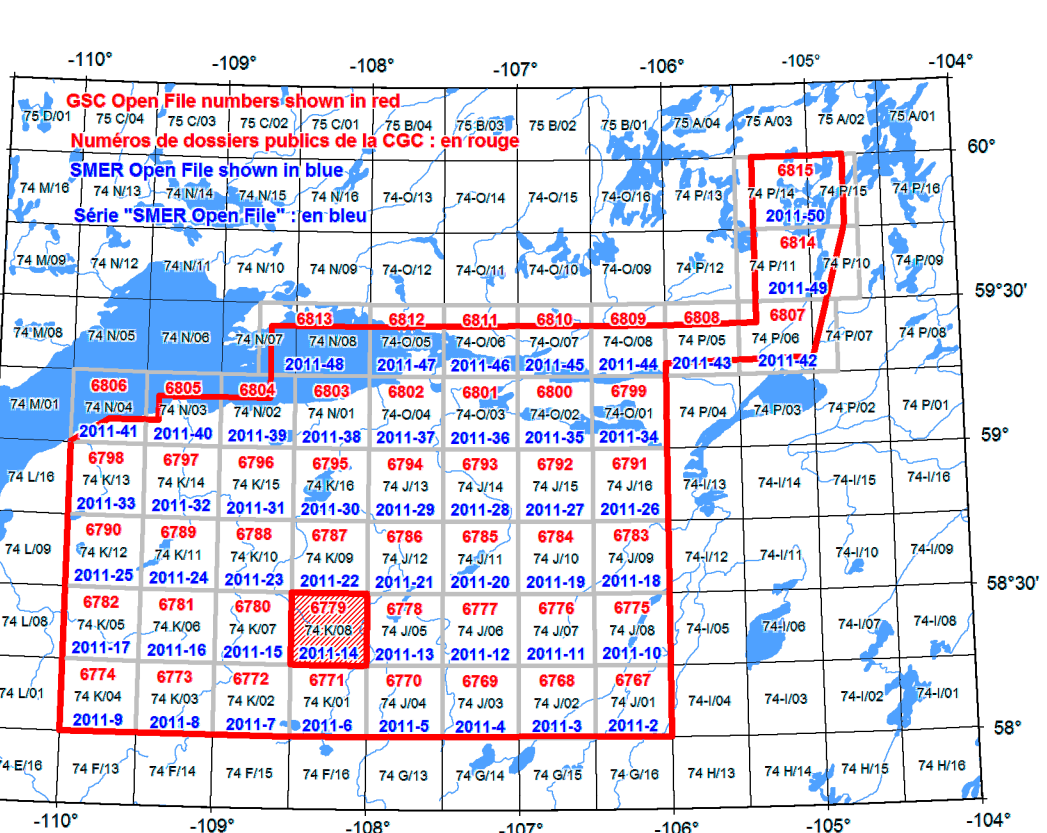 -110° -109° -108° -107° -106° -105° -104°
GSC Open File numbers shown in red
75 D/01 75 C/04 75 C/03 75 C/02 75 C/01 75 B/04 75 B/03 75 B/02 75 B/01 75 A/04 75 A/03 75 A/02 75 A/01
Numéros de dossiers publics de la CGC : en rouge
60°
SMER Open File shown in blue
6815
74 M/16 74 N/13 74 N/14 74 N/15 74 N/16 74-O/13 74-O/14 74-O/15 74-O/16 74 P/13 74 P/14 74 P/15 74 P/16
Série "SMER Open File" : en bleu
2011-50
6814
74 M/09 74 N/12 74 N/11 74 N/10 74 N/09 74-O/12 74-O/11 74-O/10 74-O/09 74 P/12 74 P/11 74 P/10 74 P/09
2011-49
59°30'
6813 6812 6811 6810 6809 6808 6807
74 M/08 74 N/05 74 N/06 74 N/07 74 N/08 74-O/05 74-O/06 74-O/07 74-O/08 74 P/05 74 P/06 74 P/07 74 P/08
2011-48 2011-47 2011-46 2011-45 2011-44 2011-43 2011-42
6806 6805 6804 6803 6802 6801 6800 6799
74 M/01 74 N/04 74 N/03 74 N/02 74 N/01 74-O/04 74-O/03 74-O/02 74-O/01 74 P/04 74 P/03 74 P/02 74 P/01
2011-41 2011-40 2011-39 2011-38 2011-37 2011-36 2011-35 2011-34
59°
6798 6797 6796 6795 6794 6793 6792 6791
74 L/16 74 K/13 74 K/14 74 K/15 74 K/16 74 J/13 74 J/14 74 J/15 74 J/16 74-I/13 74-I/14 74-I/15 74-I/16
2011-33 2011-32 2011-31 2011-30 2011-29 2011-28 2011-27 2011-26
6790 6789 6788 6787 6786 6785 6784 6783
74 L/09 74 K/12 74 K/11 74 K/10 74 K/09 74 J/12 74 J/11 74 J/10 74 J/09 74-I/12 74-I/11 74-I/10 74-I/09
2011-25 2011-24 2011-23 2011-22 2011-21 2011-20 2011-19 2011-18
58°30'
6782 6781 6780 6779 6778 6777 6776 6775
74 L/08 74 K/05 74 K/06 74 K/07 74 K/08 74 J/05 74 J/06 74 J/07 74 J/08 74-I/05 74-I/06 74-I/07 74-I/08
2011-17 2011-16 2011-15 2011-14 2011-13 2011-12 2011-11 2011-10
6774 6773 6772 6771 6770 6769 6768 6767
74 L/01 74 K/04 74 K/03 74 K/02 74 K/01 74 J/04 74 J/03 74 J/02 74 J/01 74-I/04 74-I/03 74-I/02 74-I/01
2011-9 2011-8 2011-7 2011-6 2011-5 2011-4 2011-3 2011-2
58°
74 E/16 74 F/13 74 F/14 74 F/15 74 F/16 74 G/13 74 G/14 74 G/15 74 G/16 74 H/13 74 H/14 74 H/15 74 H/16
-110° -109° -108° -107° -106° -105° -104°